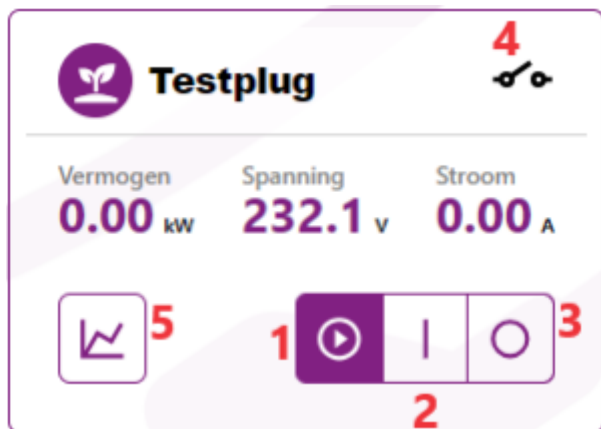 4
Testplug
Vermogen Spanning Stroom
0.00 kW 232.1 V 0.00 A
5 1 3
2